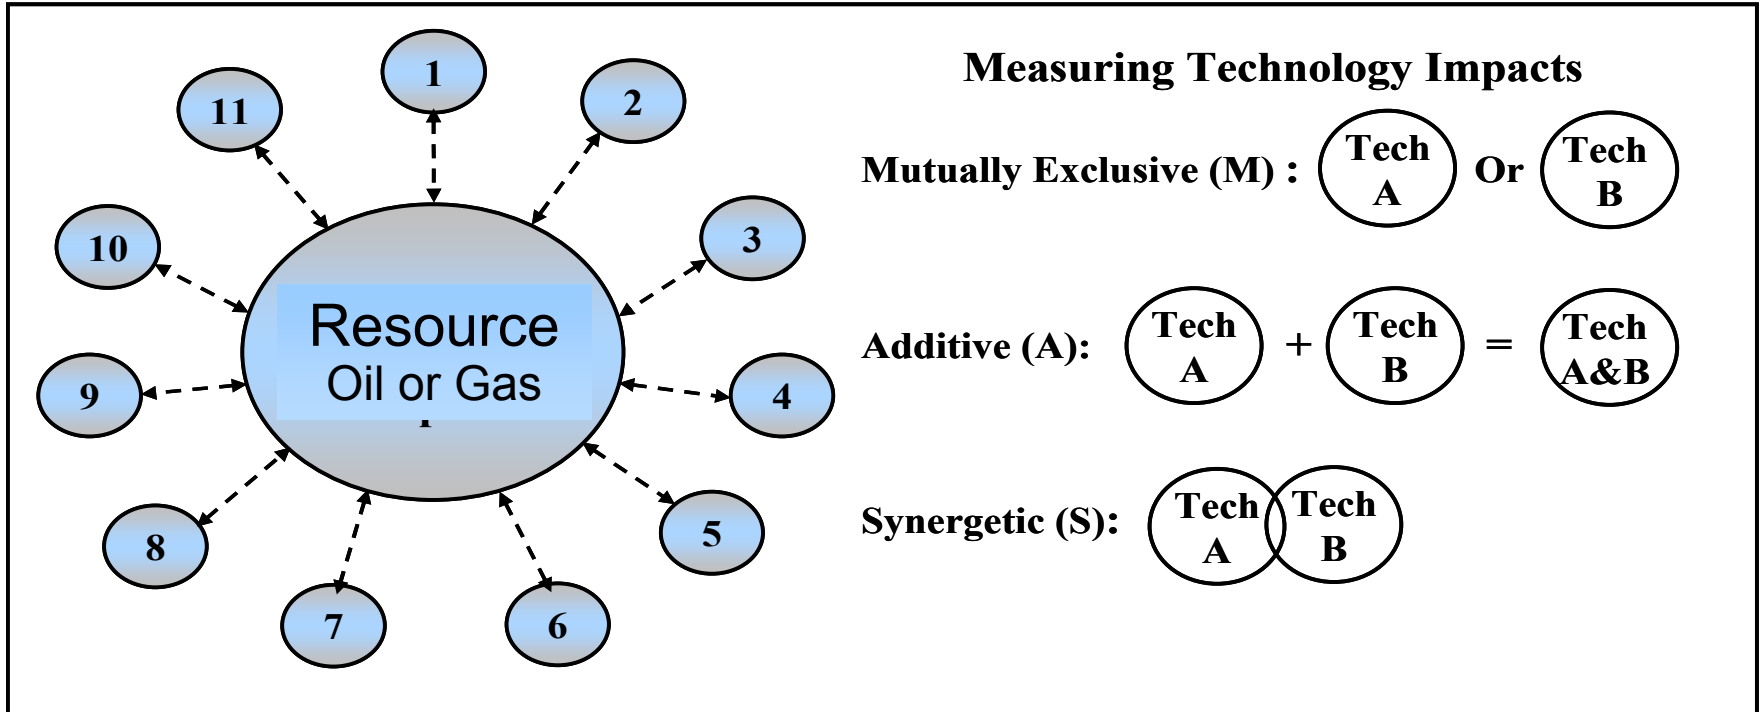 1
2
3
4
5
6
7
8
9
10
11
Resource
Oil or Gas
Measuring Technology Impacts
Mutually Exclusive (M) :
Tech
A
Or
Tech
B
Additive (A):
Tech
A
+
Tech
B
=
Tech
A&B
Synergetic (S):
Tech
A
Tech
B